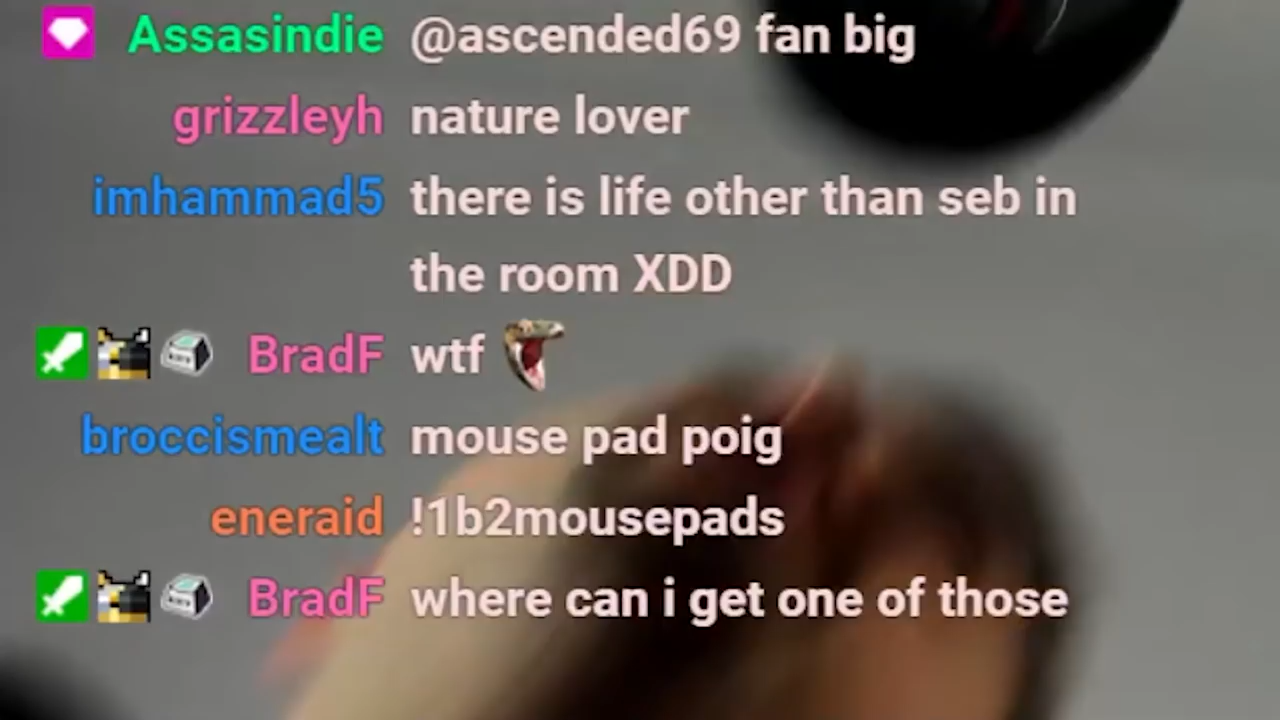 Assasindie @ascended69 fan big
grizzleyh nature lover
imhammad5 there is life other than seb in
the room XDD
BradF wtf
broccismealt mouse pad poig
eneraid !1b2mousepads
BradF where can i get one of those